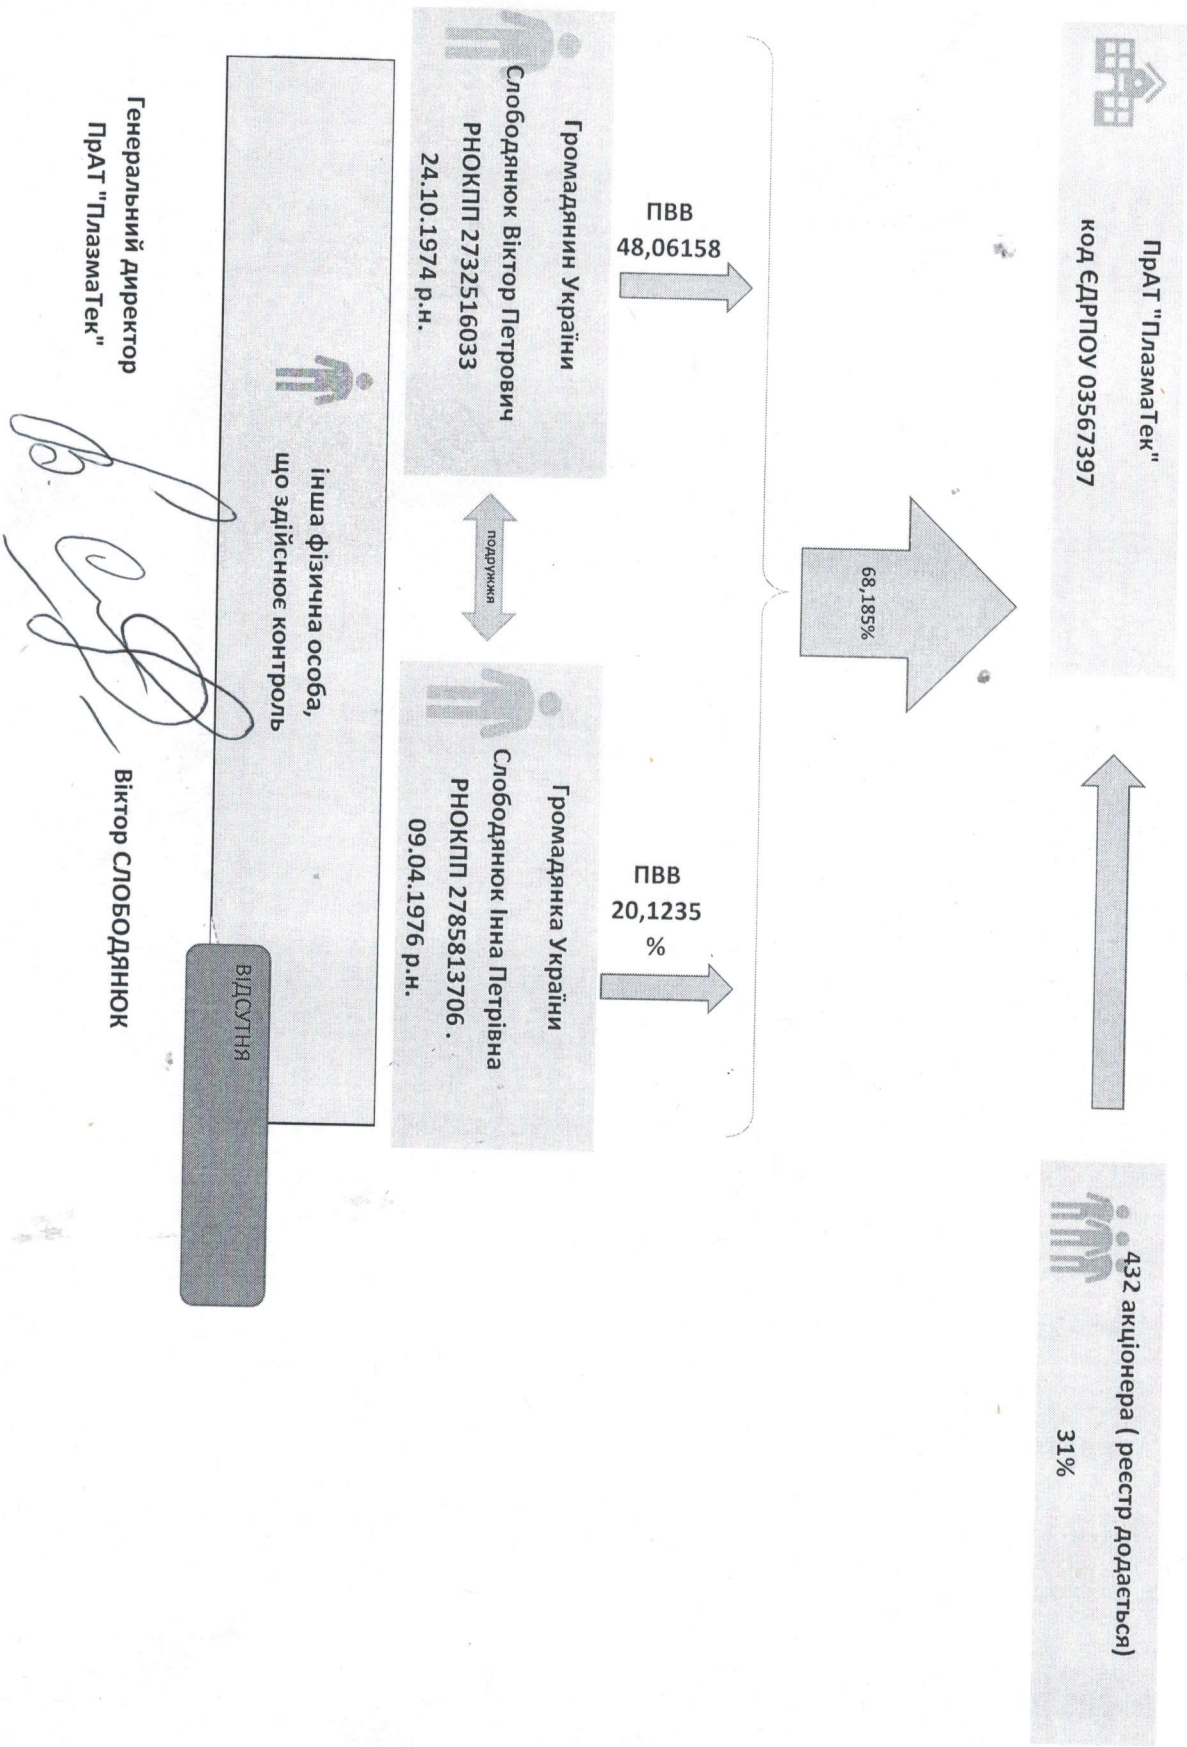 ПрАТ "ПлазмаТек"
код ЄДРПОУ 03567397
432 акціонера ( реєстр додається)
31%
68,185%
ПВВ
48,06158
ПВВ
20,1235
%
Громадянин України
Слободянюк Віктор Петрович
РНОКПП 2732516033
24.10.1974 р.н.
подружжя
Громадянка України
Слободянюк Інна Петрівна
РНОКПП 2785813706 .
09.04.1976 р.н.
інша фізична особа,
що здійснює контроль
ВІДСУТНЯ
Генеральний директор
ПрАТ "ПлазмаТек"
Віктор СЛОБОДЯНЮК